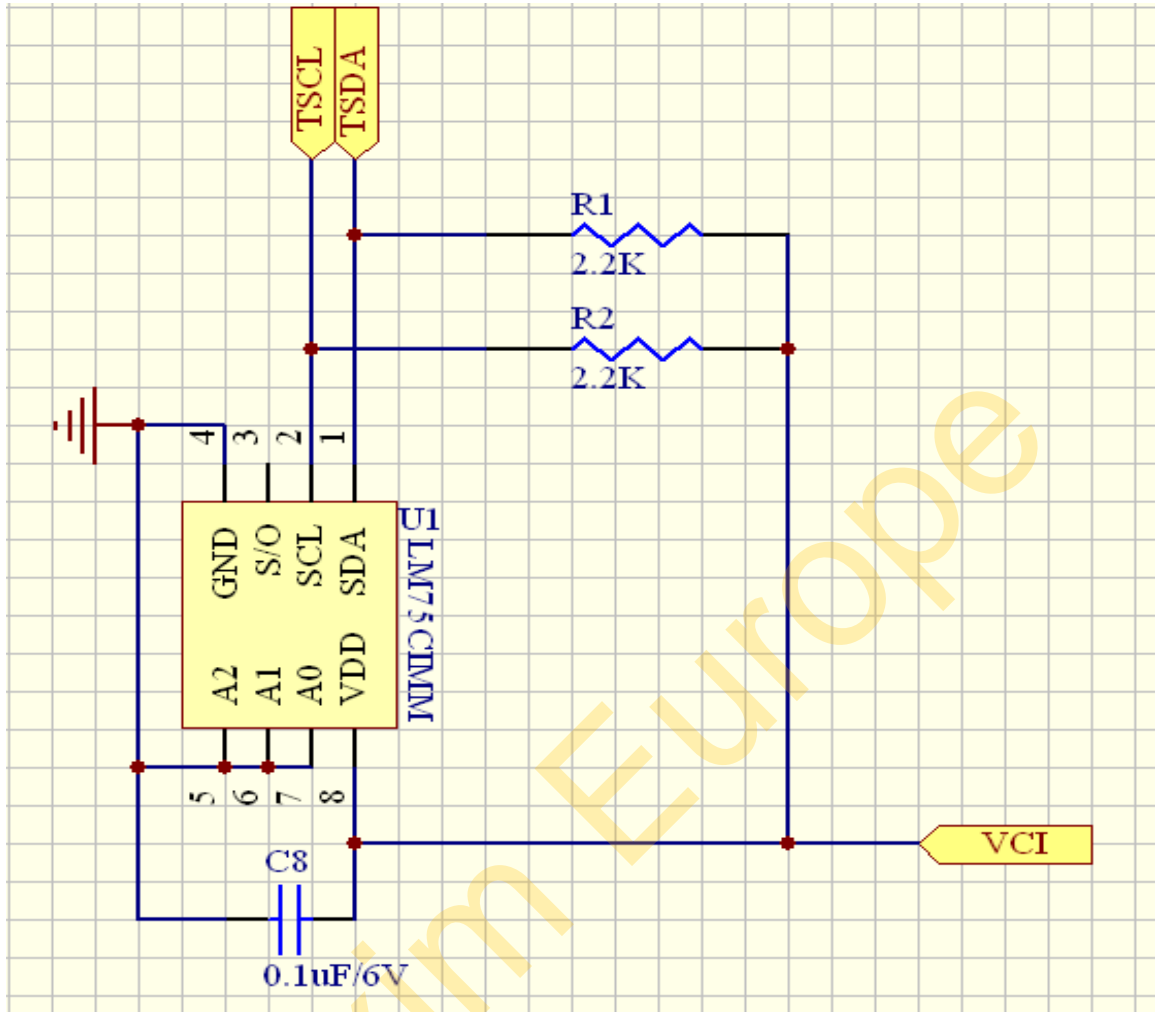 TSCL
TSDA
R1
2.2K
R2
2.2K
4
3
2
1
GND
S/O
SCL
SDA
U1
LM75CIMM
A2
A1
A0
VDD
5
6
7
8
VCI
C8
0.1uF/6V
Europe